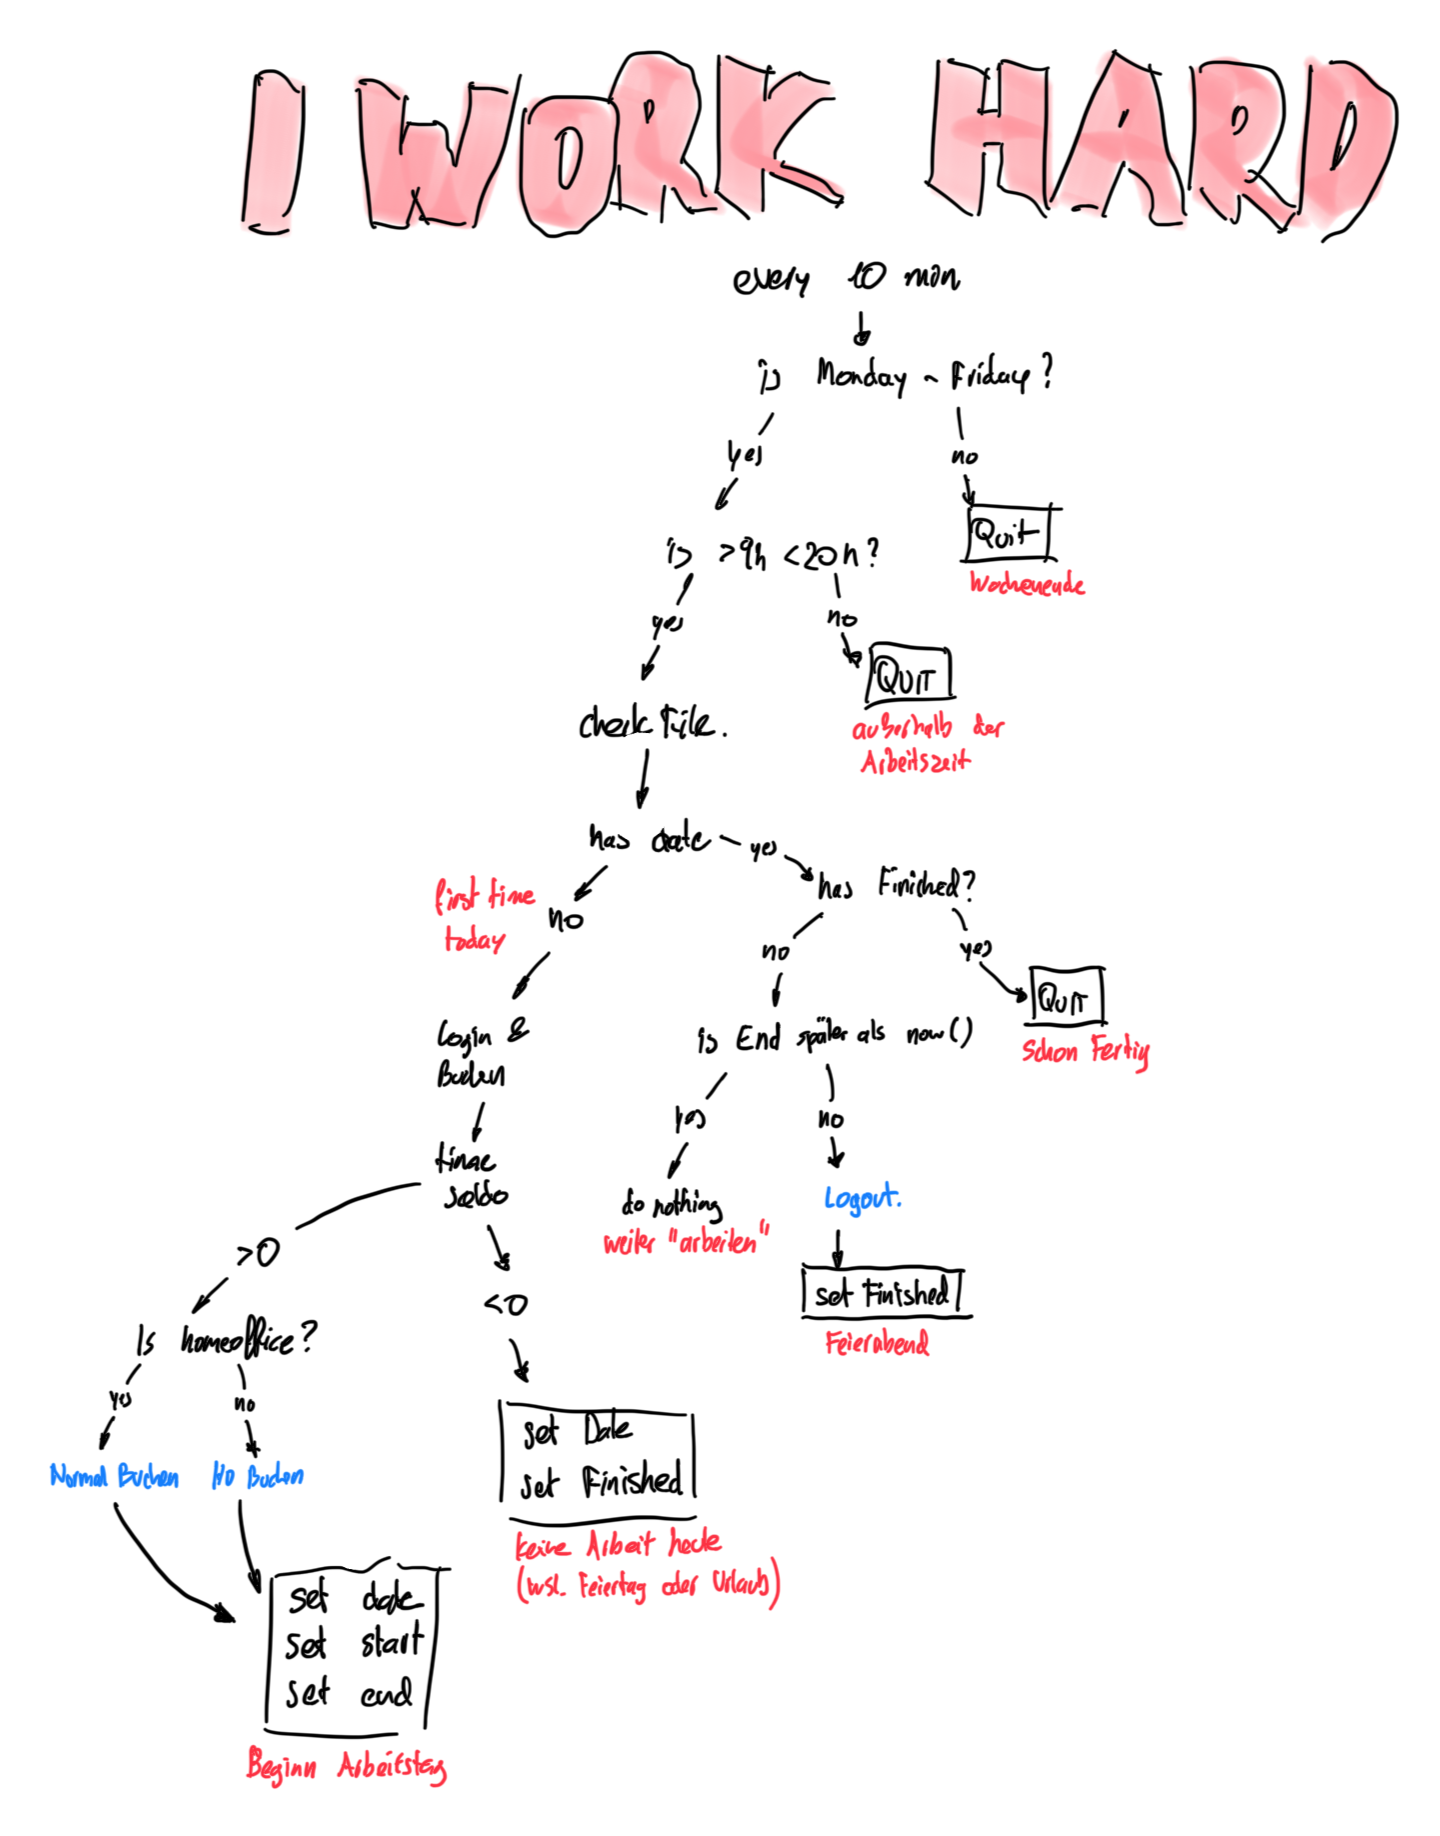 I WORK HARD
every 10 min
is Monday - Friday?
yes
no
Quit
Wochenende
is >9h <20h?
yes
no
QUIT
außerhalb der
Arbeitszeit
check File.
has date
yes
has Finished?
first time
today
no
no
yes
QUIT
schon Fertig
Login &
Buchen
is End später als now()
yes
no
time
saldo
do nothing
weiter "arbeiten"
Logout.
set Finished
Feierabend
>0
<0
Is homeoffice?
yes
no
Normal Buchen
HO Buchen
set Date
set Finished
keine Arbeit heute
(wsl. Feiertag oder Urlaub)
set date
set start
set end
Beginn Arbeitstag